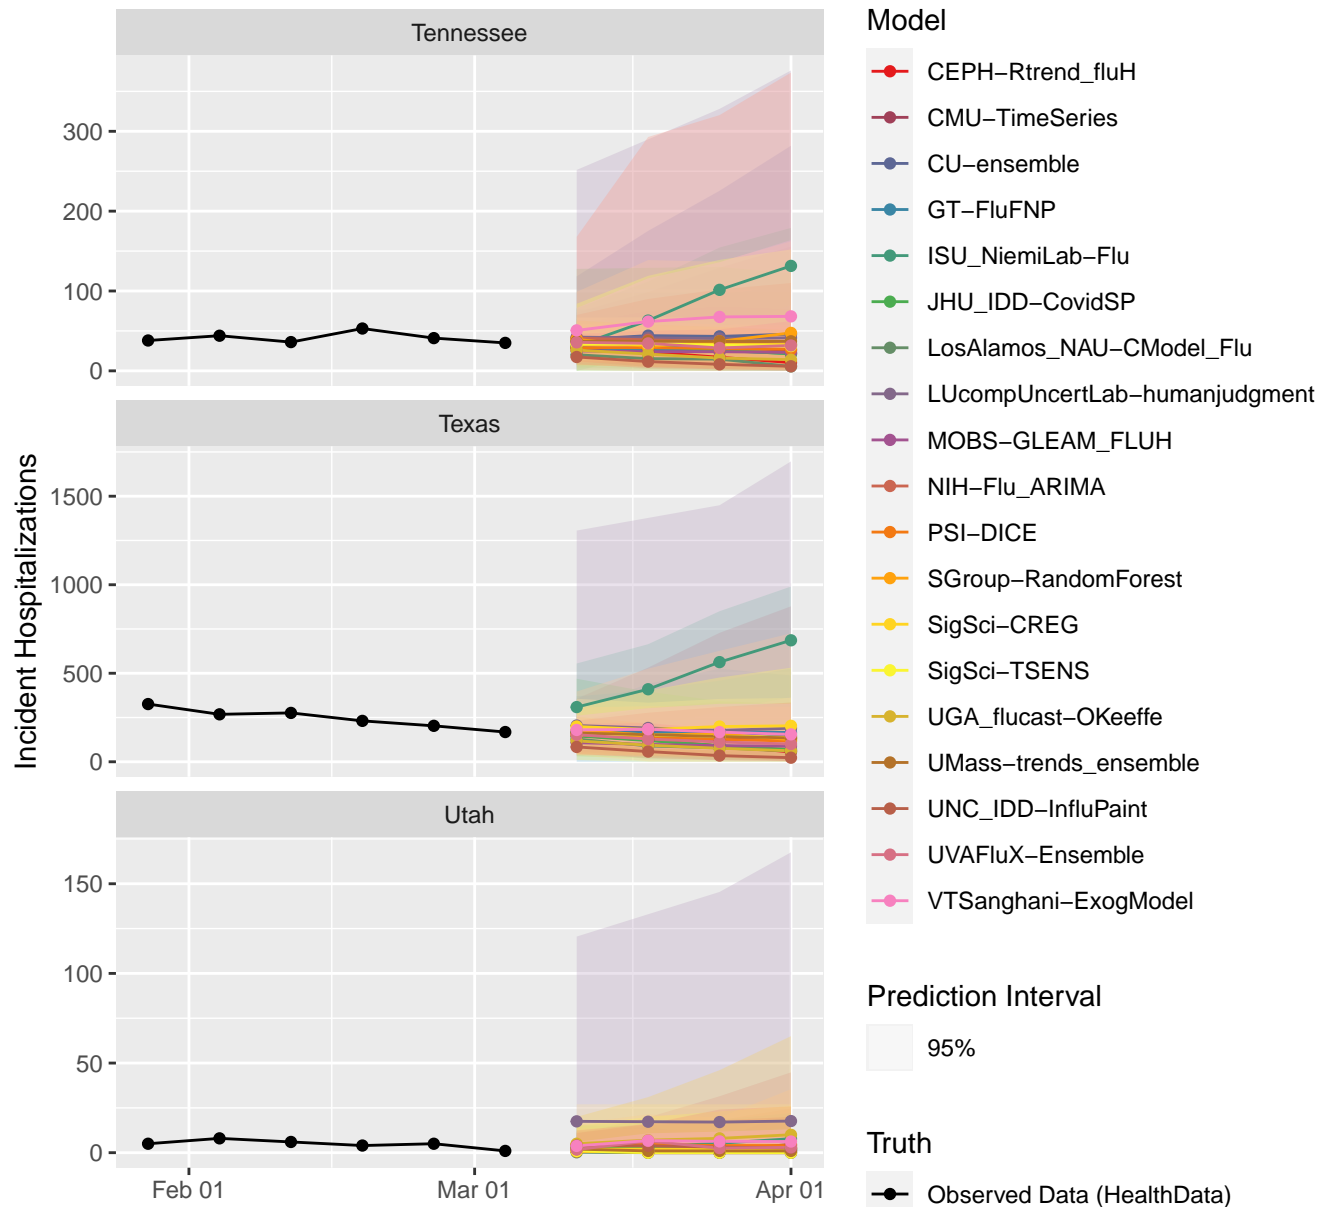 Tennessee
300
200
100
0
Texas
1500
1000
500
0
Utah
150
100
50
0
Feb 01
Mar 01
Apr 01
Incident Hospitalizations
Model
CEPH−Rtrend_fluH
CMU−TimeSeries
CU−ensemble
GT−FluFNP
ISU_NiemiLab−Flu
JHU_IDD−CovidSP
LosAlamos_NAU−CModel_Flu
LUcompUncertLab−humanjudgment
MOBS−GLEAM_FLUH
NIH−Flu_ARIMA
PSI−DICE
SGroup−RandomForest
SigSci−CREG
SigSci−TSENS
UGA_flucast−OKeeffe
UMass−trends_ensemble
UNC_IDD−InfluPaint
UVAFluX−Ensemble
VTSanghani−ExogModel
Prediction Interval
95%
Truth
Observed Data (HealthData)